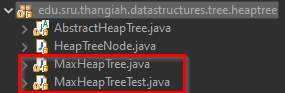 edu.sru.thangiah.datastructures.tree.heaptree
AbstractHeapTree.java
HeapTreeNode.java
MaxHeapTree.java
MaxHeapTreeTest.java